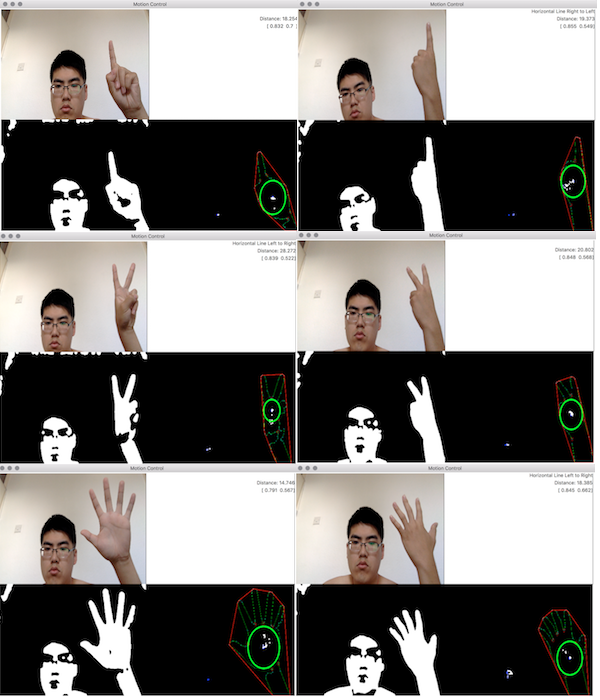 Motion Control
Distance: 18.254
[ 0.832 0.7 ]
Motion Control
Horizontal Line Right to Left
Distance: 19.373
[ 0.855 0.549]
Motion Control
Horizontal Line Left to Right
Distance: 28.272
[ 0.839 0.522]
Motion Control
Distance: 20.802
[ 0.848 0.568]
Motion Control
Distance: 14.746
[ 0.791 0.567]
Motion Control
Horizontal Line Left to Right
Distance: 16.385
[ 0.845 0.662]